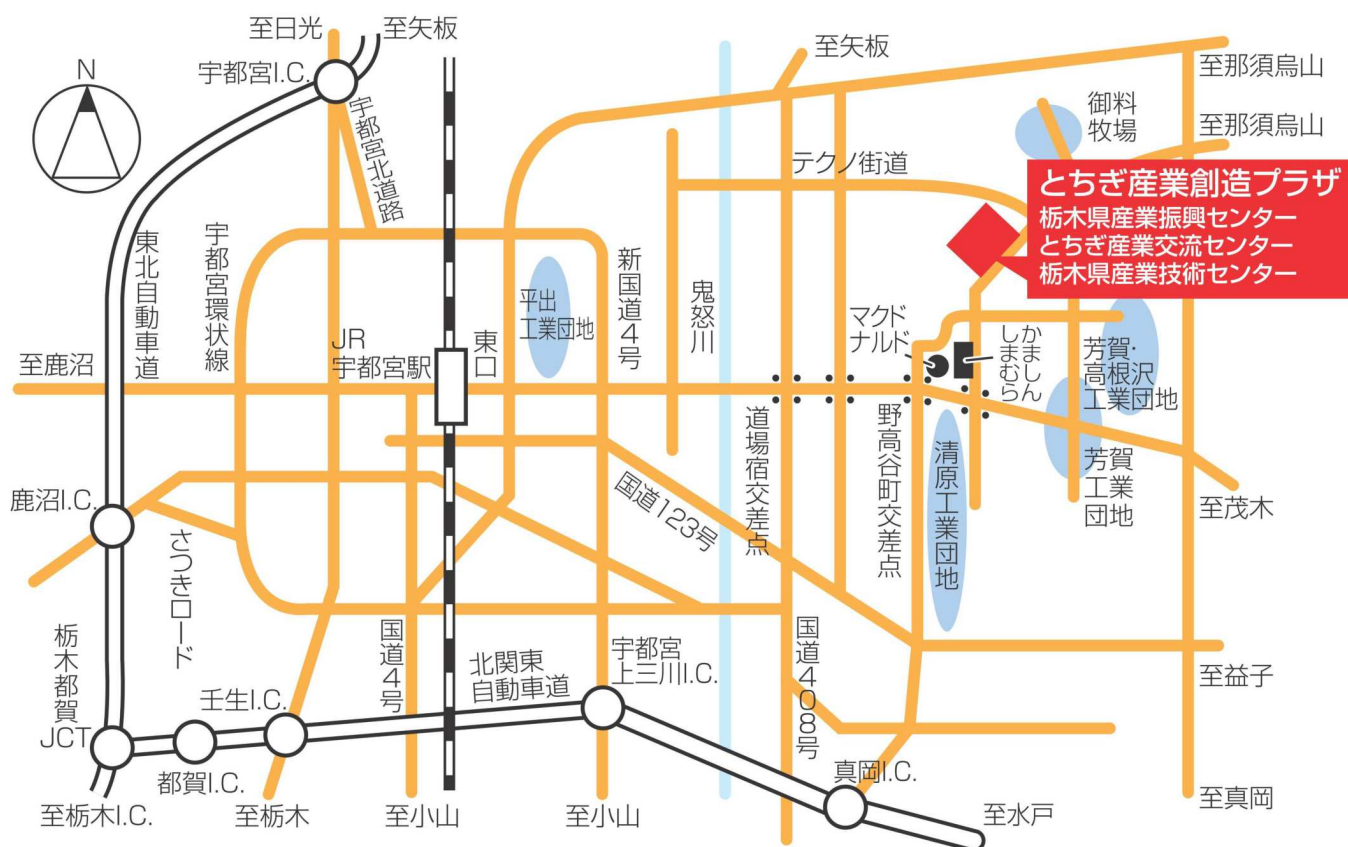 至日光
至矢板
宇都宮I.C.
N
宇都宮北道路
東北自動車道
宇都宮環状線
至矢板
至那須烏山
御料
牧場
至那須烏山
テクノ街道
とちぎ産業創造プラザ
栃木県産業振興センター
とちぎ産業交流センター
栃木県産業技術センター
新国道4号
鬼怒川
平出
工業団地
JR
宇都宮駅
東口
至鹿沼
マクド
ナルド
かましん
しまむら
芳賀・
高根沢
工業団地
道場宿交差点
野高谷町交差点
清原工業団地
芳賀
工業
団地
国道123号
至茂木
鹿沼I.C.
さつきロード
栃木都賀
JCT
壬生I.C.
都賀I.C.
国道4号
北関東
自動車道
宇都宮
上三川I.C.
国道408号
真岡I.C.
至益子
至真岡
至栃木I.C.
至栃木
至小山
至小山
至水戸